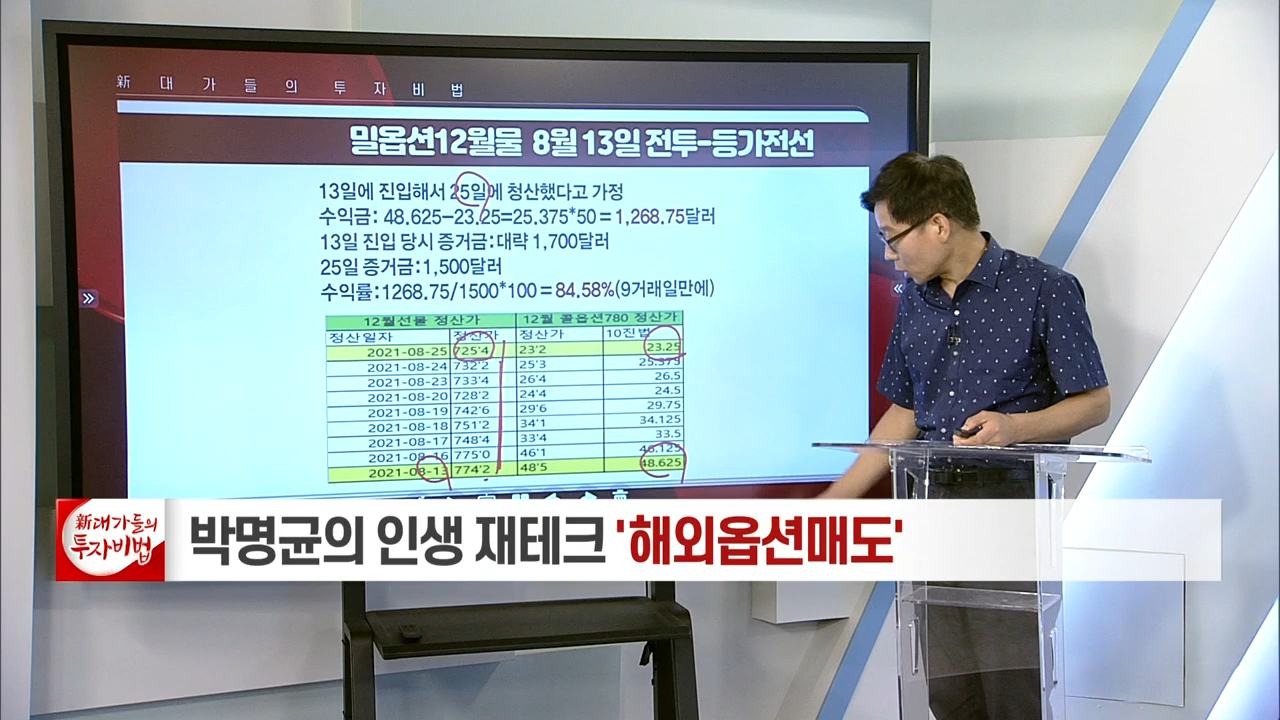 新 대 가 들 의 투 자 비 법
밀옵션12월물 8월 13일 전투-등가전선
13일에 진입해서 25일에 청산했다고 가정
수익금: 48.625-23.25=25.375*50=1,268.75달러
13일 진입 당시 증거금:대략 1,700달러
25일 증거금:1,500달러
수익률:1268.75/1500*100=84.58%(9거래일만에)
12월선물 정산가 12월 콜옵션780 정산가
정산일자 정산가 정산가 10진법
2021-08-25 725'4 23'2 23.25
2021-08-24 732'2 25'3 25.375
2021-08-23 733'4 26'4 26.5
2021-08-20 728'2 24'4 24.5
2021-08-19 742'6 29'6 29.75
2021-08-18 751'2 34'1 34.125
2021-08-17 748'4 33'4 33.5
2021-08-16 775'0 46'1 46.125
2021-08-13 774'2 48'5 48.625
新대가들의
투자비법
박명균의 인생 재테크 '해외옵션매도'